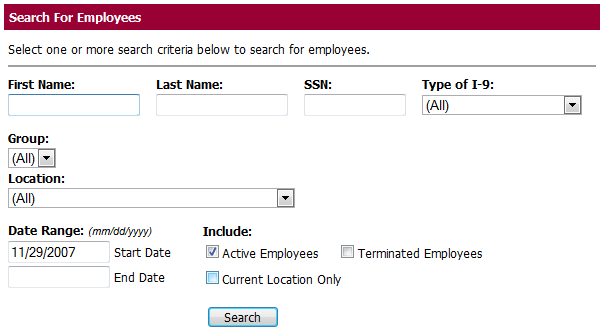 Search For Employees
Select one or more search criteria below to search for employees.
First Name: Last Name: SSN: Type of I-9:
(All)
Group:
(All)
Location:
(All)
Date Range: (mm/dd/yyyy) Include:
11/29/2007 Start Date Active Employees Terminated Employees
End Date Current Location Only
Search